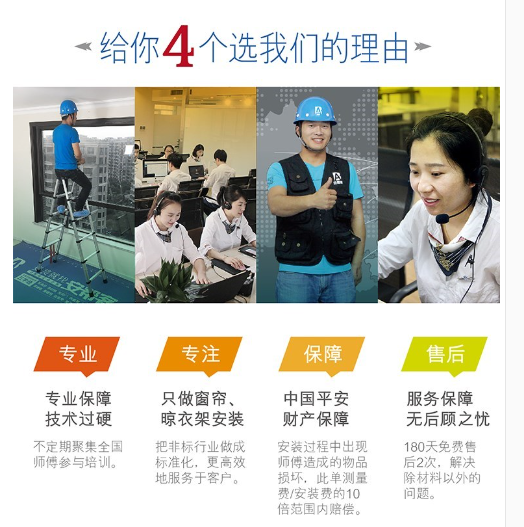 给你4个选我们的理由
专业
专注
保障
售后
专业保障
技术过硬
只做窗帘、
晾衣架安装
中国平安
财产保障
服务保障
无后顾之忧
不定期聚集全国
师傅参与培训。
把非标行业做成
标准化，更高效
地服务于客户。
安装过程中出现
师傅造成的物品
损坏，此单测量
费/安装费的10
倍范围内赔偿。
180天免费售
后2次，解决
除材料以外的
问题。